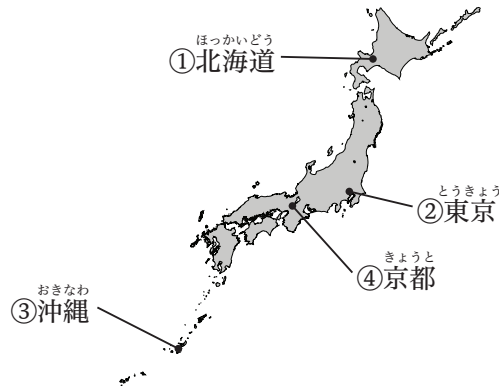 ほっかいどう
①北海道
とうきょう
②東京
きょうと
④京都
おきなわ
③沖縄